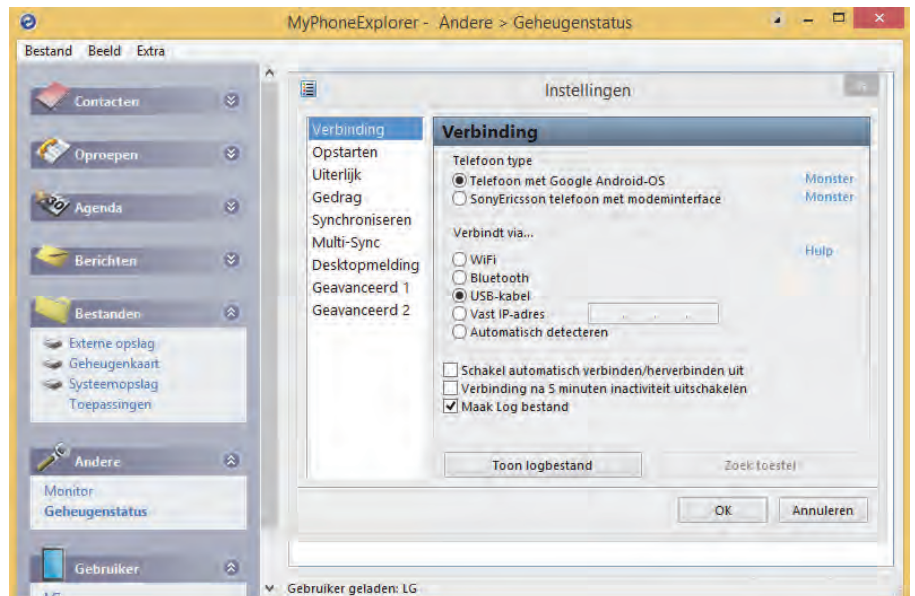 MyPhoneExplorer - Andere > Geheugenstatus
Bestand Beeld Extra
Contacten
Oproepen
Agenda
Berichten
Bestanden
Externe opslag
Geheugenkaart
Systeemopslag
Toepassingen
Andere
Monitor
Geheugenstatus
Gebruiker
Instellingen
Verbinding
Opstarten
Uiterlijk
Gedrag
Synchroniseren
Multi-Sync
Desktopmelding
Geavanceerd 1
Geavanceerd 2
Verbinding
Telefoon type
Telefoon met Google Android-OS Monster
SonyEricsson telefoon met modeminterface Monster
Verbindt via...
Hulp
WiFi
Bluetooth
USB-kabel
Vast IP-adres
Automatisch detecteren
Schakel automatisch verbinden/herverbinden uit
Verbinding na 5 minuten inactiviteit uitschakelen
Maak Log bestand
Toon logbestand Zoek toestel
OK Annuleren
Gebruiker geladen: LG